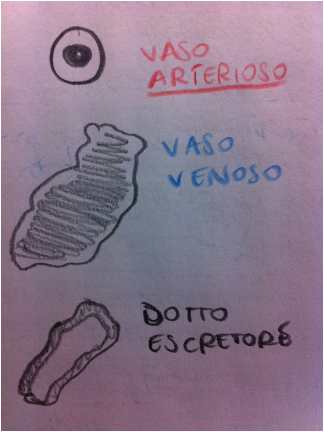 VASO
ARTERIOSO
VASO
VENOSO
DOTTO
ESCRETORE